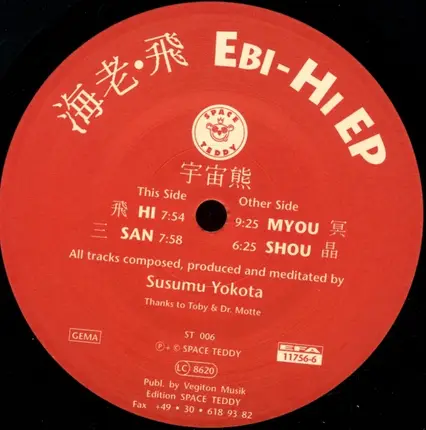 海老・飛 EBI-HI EP
SPACE TEDDY
宇宙熊
This Side
飛 HI 7:54
三 SAN 7:58
Other Side
9:25 MYOU 冥
6:25 SHOU 晶
All tracks composed, produced and meditated by
Susumu Yokota
Thanks to Toby & Dr. Motte
GEMA
ST 006
℗ + © SPACE TEDDY
LC 8620
EFA
11756-6
Publ. by Vegiton Musik
Edition SPACE TEDDY
Fax +49 • 30 • 618 93 82